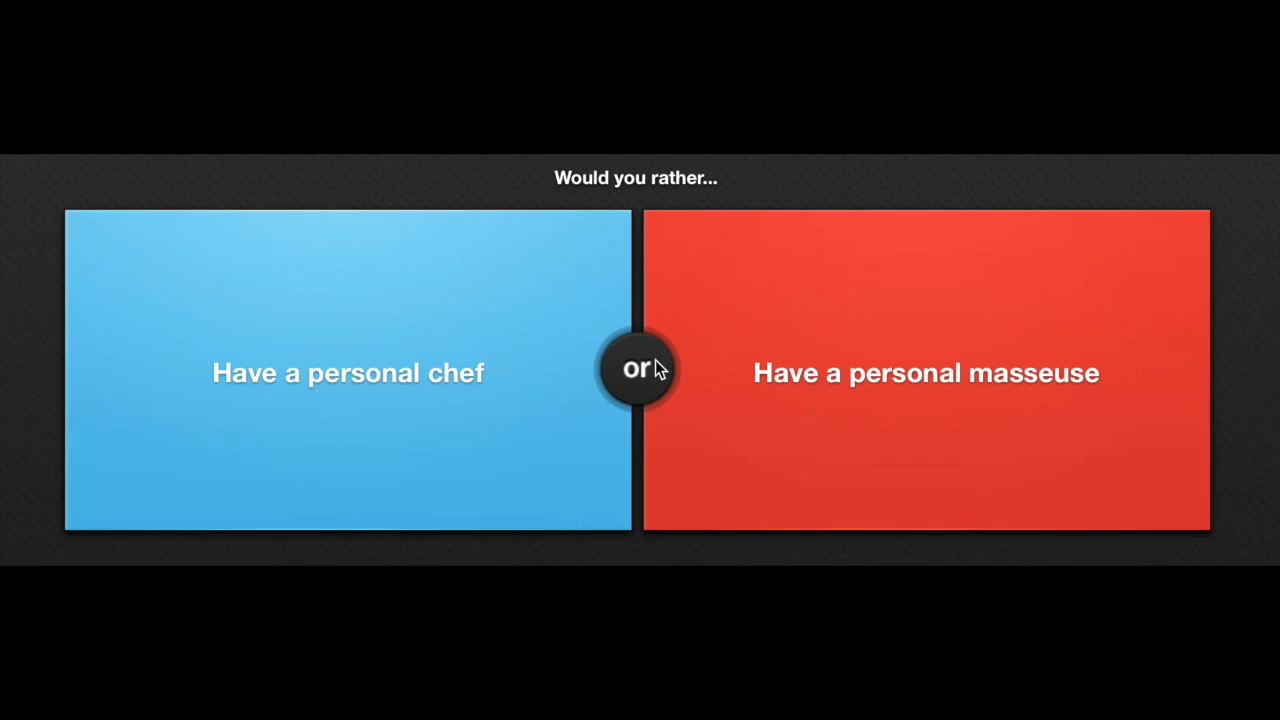 Would you rather...
Have a personal chef
or
Have a personal masseuse